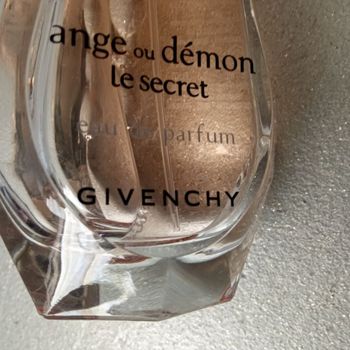 ange ou démon
le secret
eau de parfum
GIVENCHY